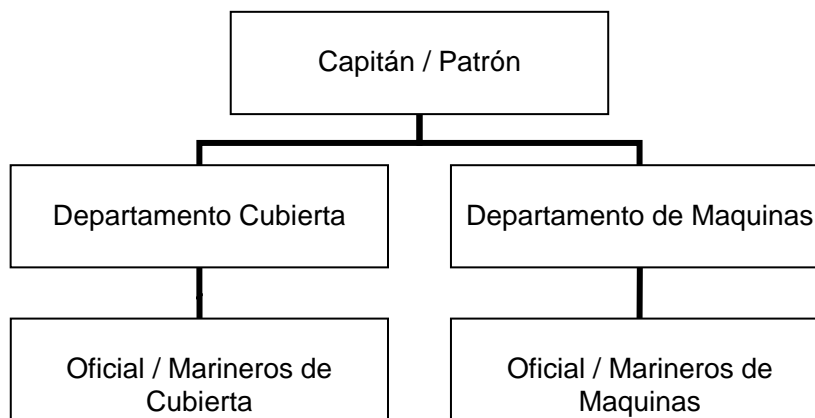 Capitán / Patrón
Departamento Cubierta
Departamento de Maquinas
Oficial / Marineros de
Cubierta
Oficial / Marineros de
Maquinas